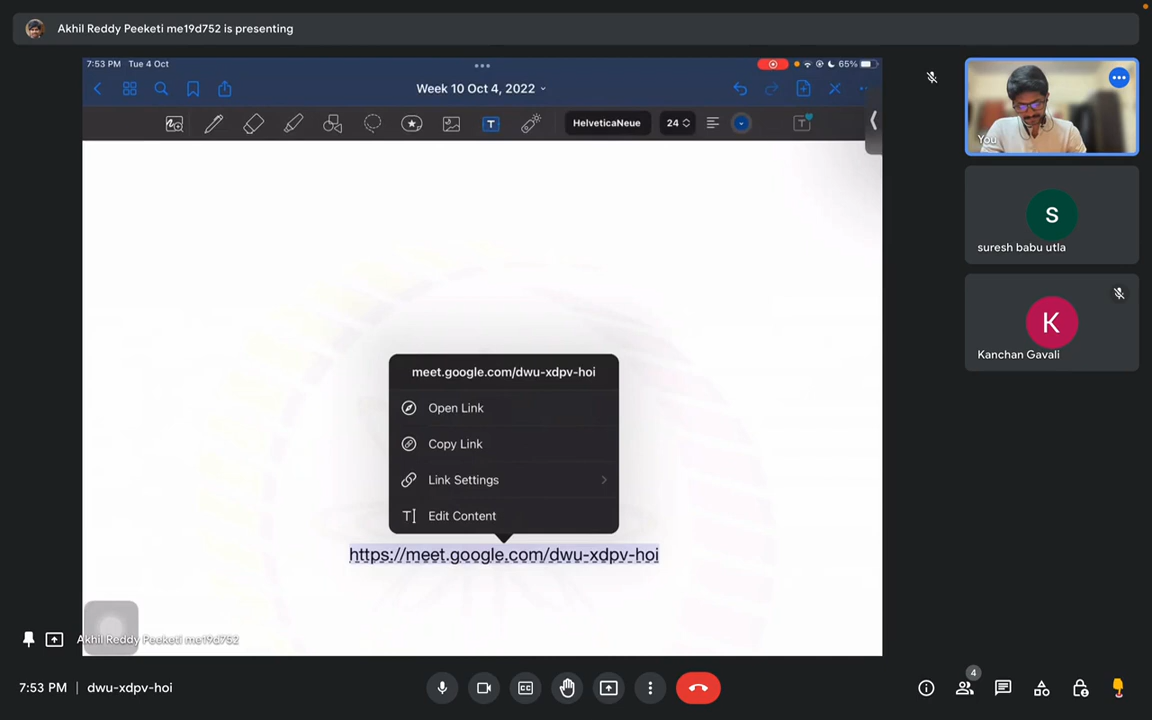 Akhil Reddy Peeketi me19d752 is presenting
7:53 PM Tue 4 Oct
65%
Week 10 Oct 4, 2022
HelveticaNeue
24
meet.google.com/dwu-xdpv-hoi
Open Link
Copy Link
Link Settings
Edit Content
https://meet.google.com/dwu-xdpv-hoi
Akhil Reddy Peeketi me19d752
You
S
suresh babu utla
K
Kanchan Gavali
7:53 PM | dwu-xdpv-hoi
CC
4